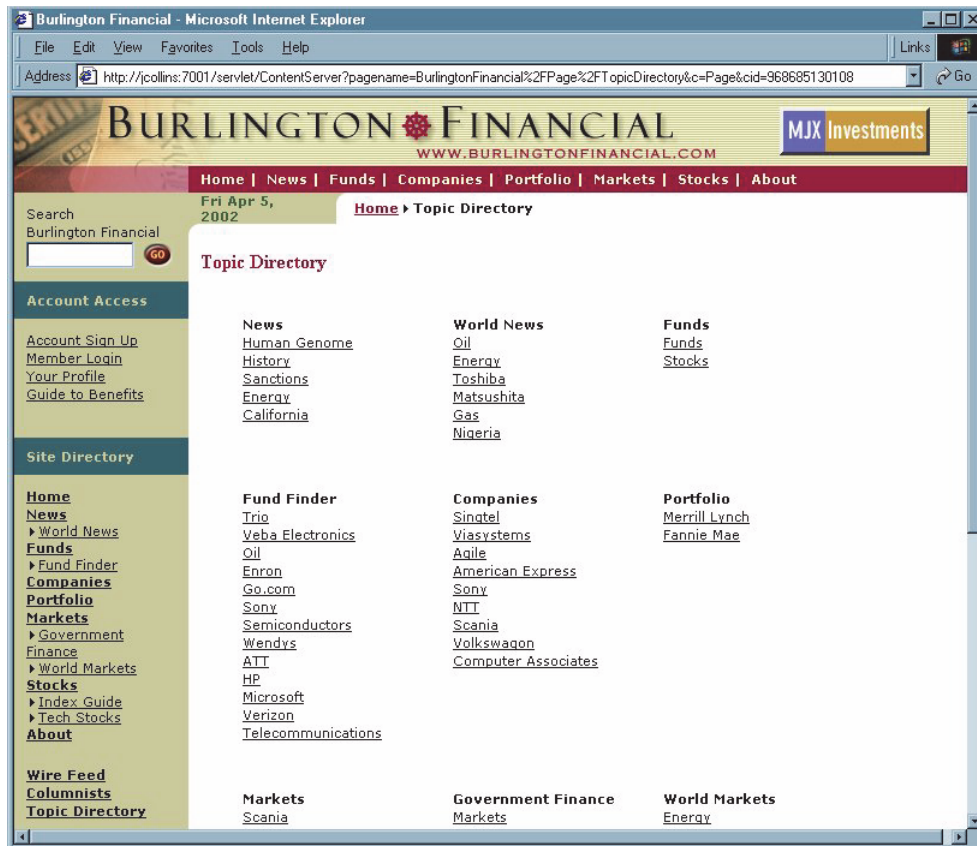 Burlington Financial - Microsoft Internet Explorer
File Edit View Favorites Tools Help
Links
Address http://jcollins:7001/servlet/ContentServer?pagename=BurlingtonFinancial%2FPage%2FTopicDirectory&c=Page&cid=968685130108
Go
BURLINGTON FINANCIAL
WWW.BURLINGTONFINANCIAL.COM
MJX Investments
Home | News | Funds | Companies | Portfolio | Markets | Stocks | About
Fri Apr 5,
2002
Home Topic Directory
Search
Burlington Financial
GO
Account Access
Account Sign Up
Member Login
Your Profile
Guide to Benefits
Site Directory
Home
News
World News
Funds
Fund Finder
Companies
Portfolio
Markets
Government
Finance
World Markets
Stocks
Index Guide
Tech Stocks
About
Wire Feed
Columnists
Topic Directory
Topic Directory
News
Human Genome
History
Sanctions
Energy
California
World News
Oil
Energy
Toshiba
Matsushita
Gas
Nigeria
Funds
Funds
Stocks
Fund Finder
Trio
Veba Electronics
Oil
Enron
Go.com
Sony
Semiconductors
Wendys
ATT
HP
Microsoft
Verizon
Telecommunications
Companies
Singtel
Viasystems
Agile
American Express
Sony
NTT
Scania
Volkswagon
Computer Associates
Portfolio
Merrill Lynch
Fannie Mae
Markets
Scania
Government Finance
Markets
World Markets
Energy